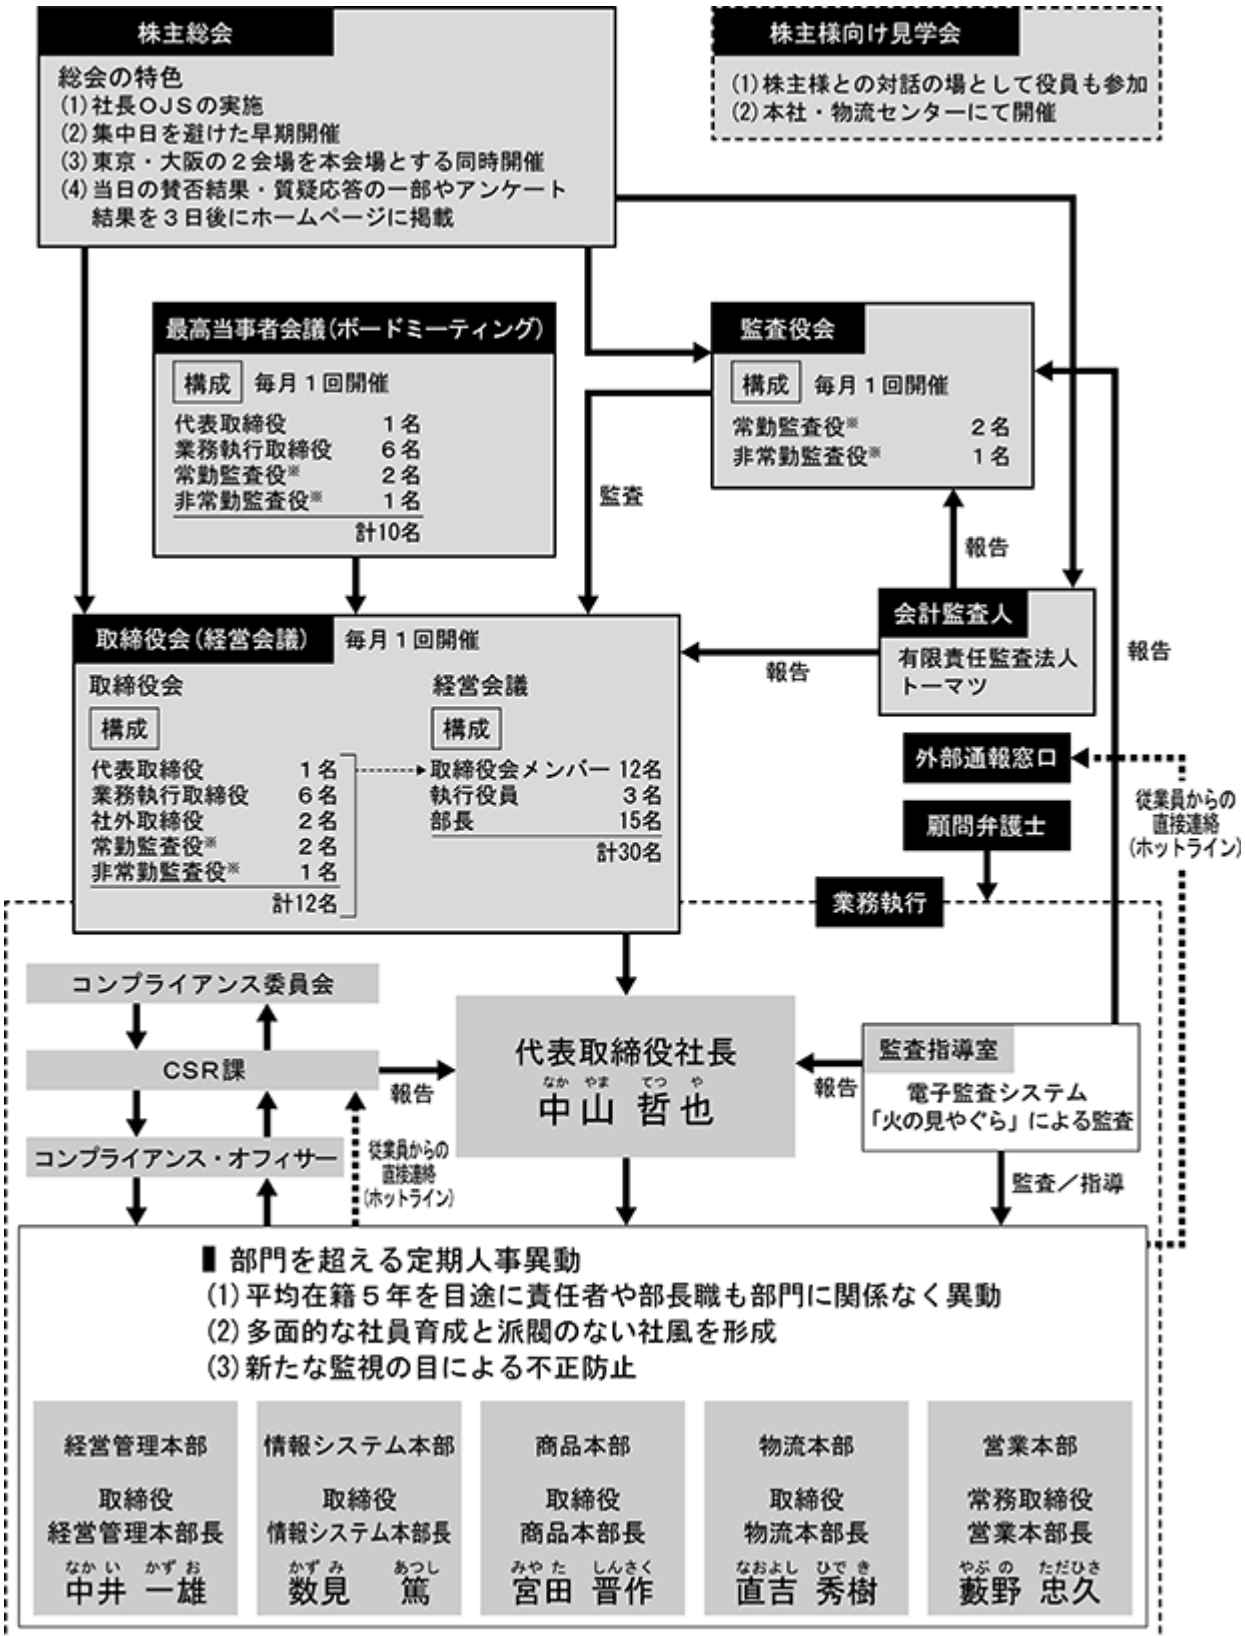 株主総会
総会の特色
(1)社長OJSの実施
(2)集中日を避けた早期開催
(3)東京・大阪の2会場を本会場とする同時開催
(4)当日の賛否結果・質疑応答の一部やアンケート
結果を3日後にホームページに掲載
株主様向け見学会
(1)株主様との対話の場として役員も参加
(2)本社・物流センターにて開催
最高当事者会議(ボードミーティング)
構成 毎月1回開催
代表取締役 1名
業務執行取締役 6名
常勤監査役※ 2名
非常勤監査役※ 1名
計10名
監査役会
構成 毎月1回開催
常勤監査役※ 2名
非常勤監査役※ 1名
監査
報告
会計監査人
有限責任監査法人
トーマツ
報告
報告
取締役会(経営会議) 毎月1回開催
取締役会
構成
代表取締役 1名
業務執行取締役 6名
社外取締役 2名
常勤監査役※ 2名
非常勤監査役※ 1名
計12名
経営会議
構成
取締役会メンバー 12名
執行役員 3名
部長 15名
計30名
外部通報窓口
顧問弁護士
従業員からの
直接連絡
(ホットライン)
業務執行
コンプライアンス委員会
CSR課
コンプライアンス・オフィサー
報告
従業員からの
直接連絡
(ホットライン)
代表取締役社長
なか やま てつ や
中山 哲也
報告
監査指導室
電子監査システム
「火の見やぐら」による監査
監査/指導
■ 部門を超える定期人事異動
(1)平均在籍5年を目途に責任者や部長職も部門に関係なく異動
(2)多面的な社員育成と派閥のない社風を形成
(3)新たな監視の目による不正防止
経営管理本部
取締役
経営管理本部長
なかい かずお
中井 一雄
情報システム本部
取締役
情報システム本部長
かずみ あつし
数見 篤
商品本部
取締役
商品本部長
みやた しんさく
宮田 晋作
物流本部
取締役
物流本部長
なおよし ひでき
直吉 秀樹
営業本部
常務取締役
営業本部長
やぶの ただひさ
藪野 忠久